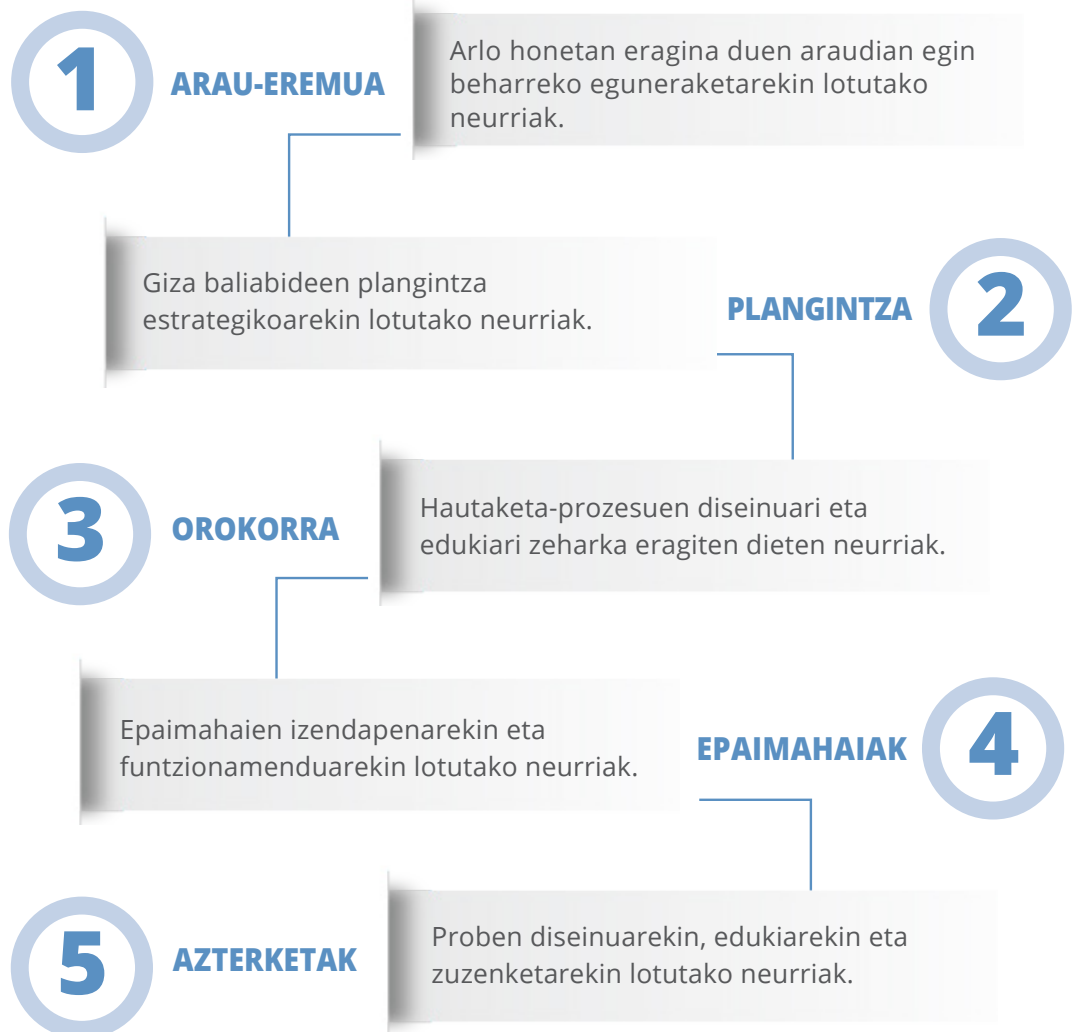 1
ARAU-EREMUA
Arlo honetan eragina duen araudian egin
beharreko eguneraketarekin lotutako
neurriak.
Giza baliabideen plangintza
estrategikoarekin lotutako neurriak.
PLANGINTZA
2
3
OROKORRA
Hautaketa-prozesuen diseinuari eta
edukiari zeharka eragiten dieten neurriak.
Epaimahaien izendapenarekin eta
funtzionamenduarekin lotutako neurriak.
EPAIMAHAIAK
4
5
AZTERKETAK
Proben diseinuarekin, edukiarekin eta
zuzenketarekin lotutako neurriak.